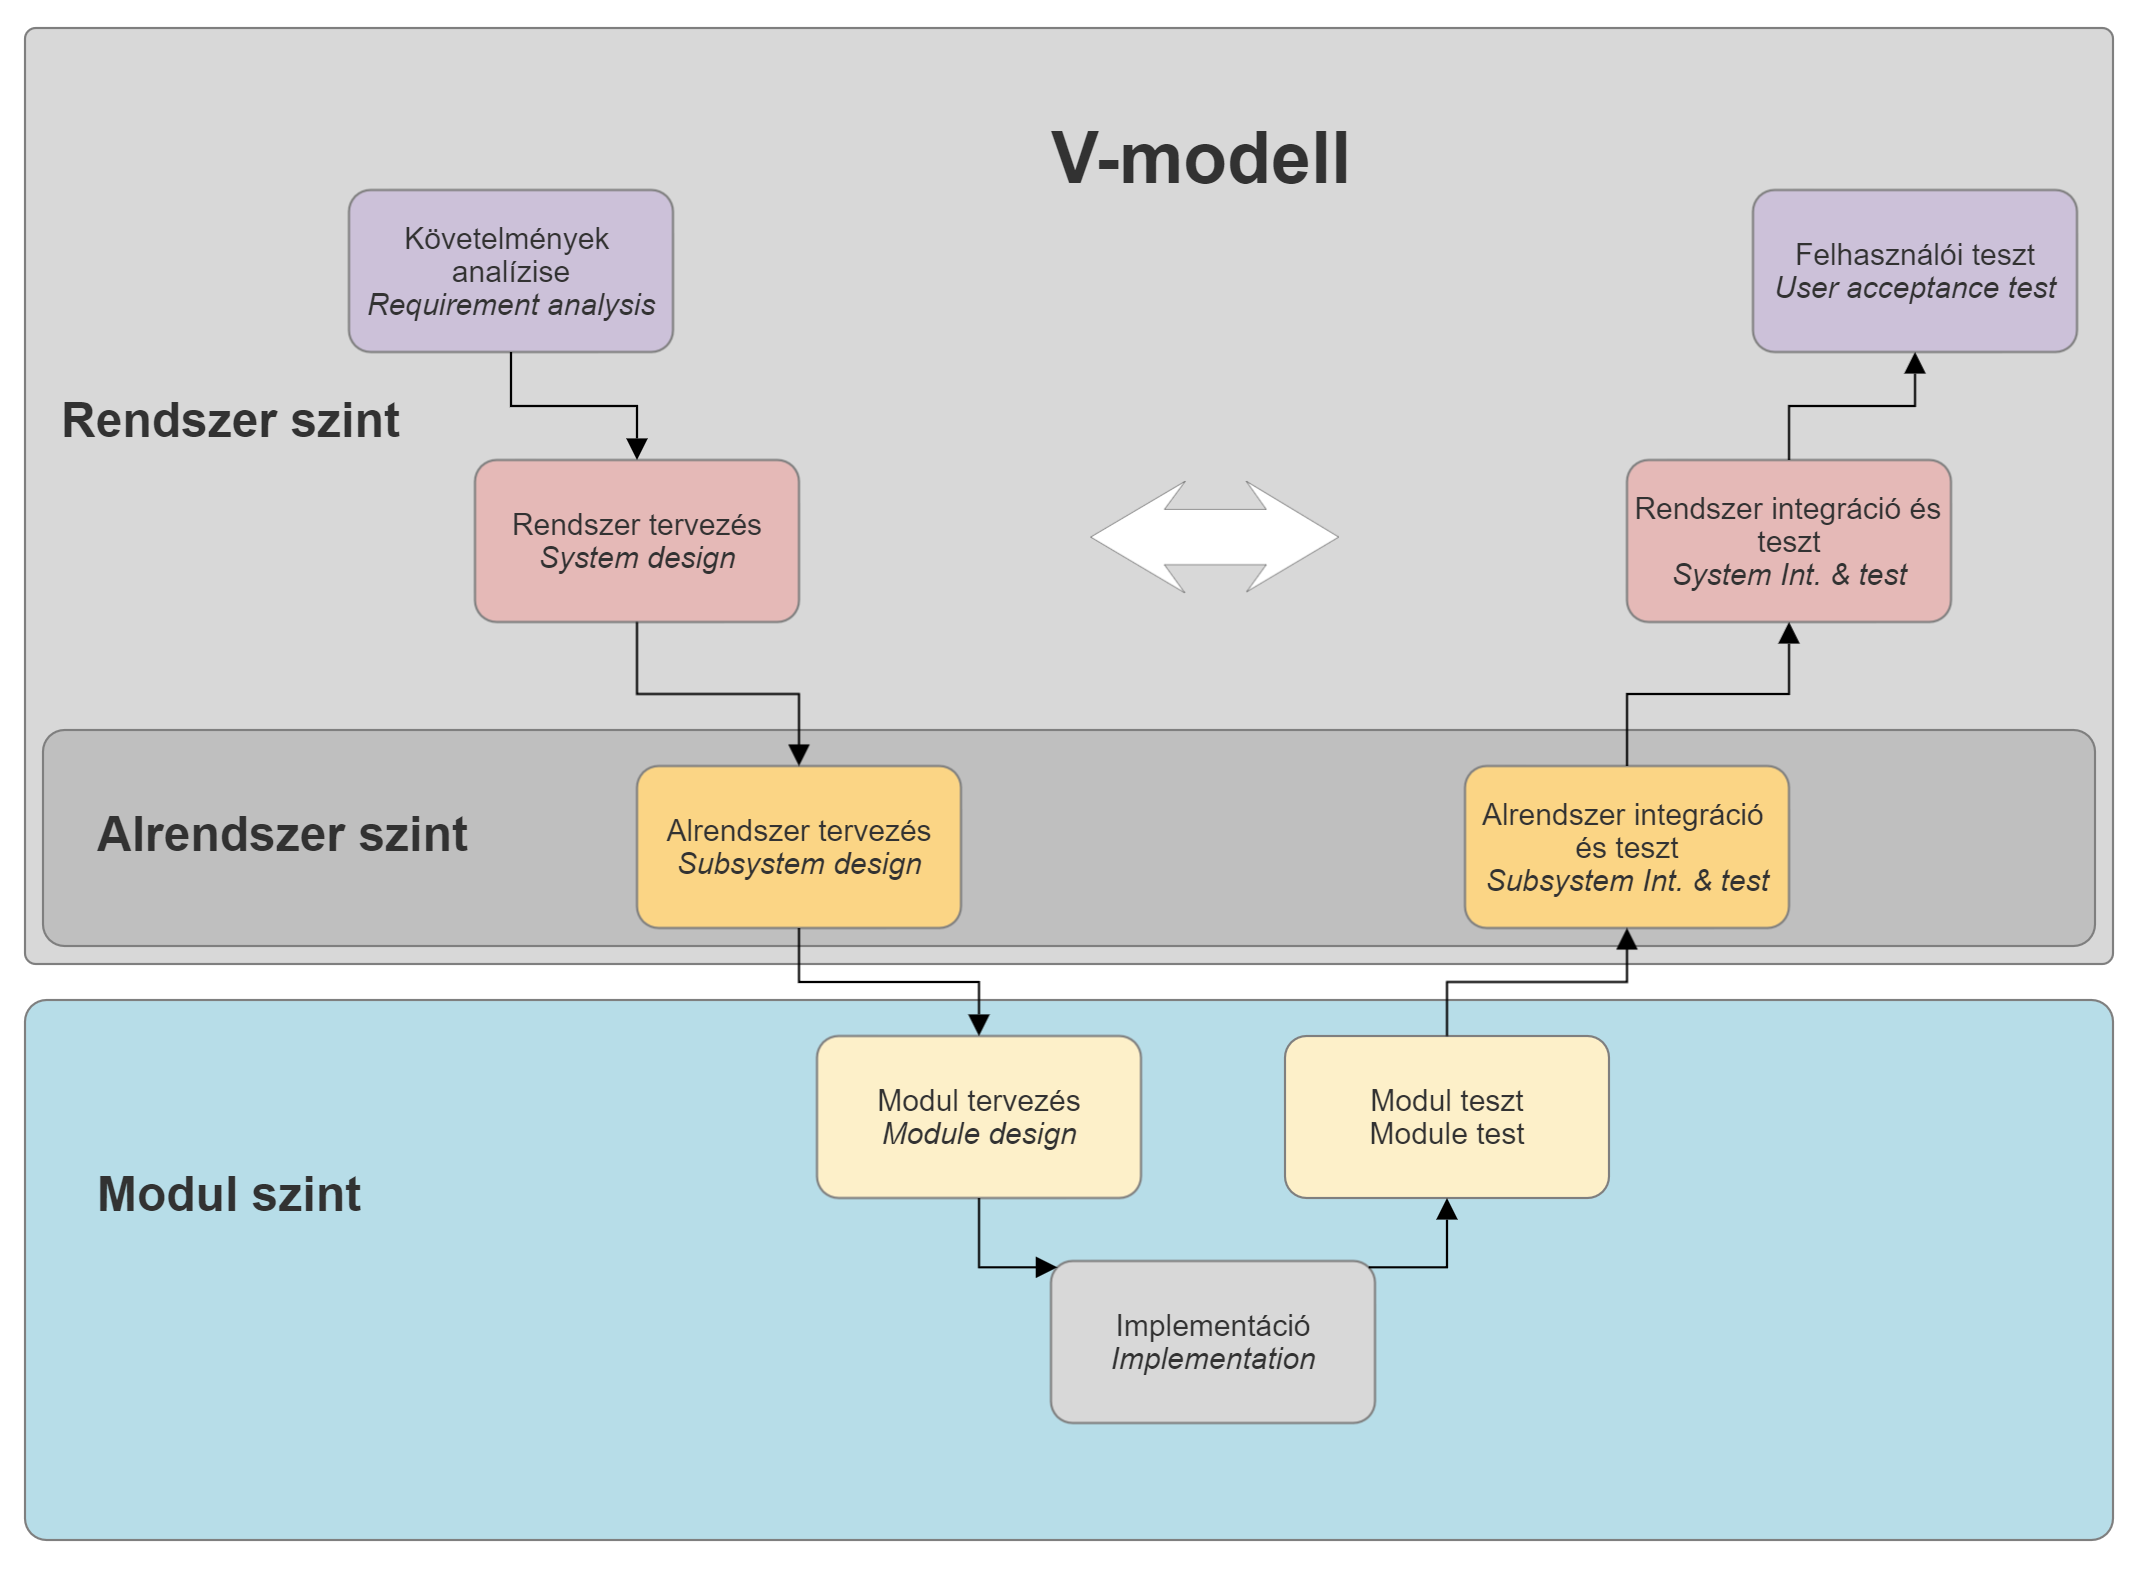 V-modell
Követelmények
analízise
Requirement analysis
Felhasználói teszt
User acceptance test
Rendszer szint
Rendszer tervezés
System design
Rendszer integráció és
teszt
System Int. & test
Alrendszer szint
Alrendszer tervezés
Subsystem design
Alrendszer integráció
és teszt
Subsystem Int. & test
Modul szint
Modul tervezés
Module design
Modul teszt
Module test
Implementáció
Implementation